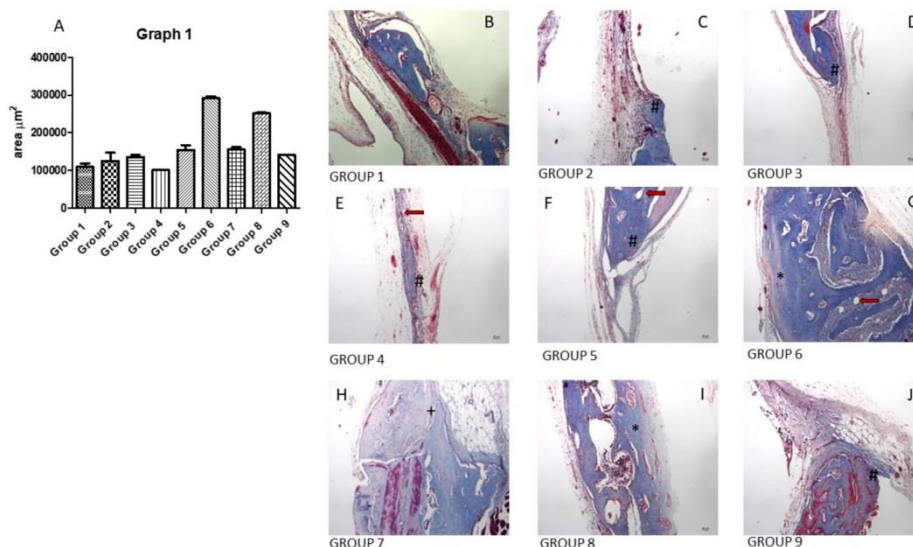 A
Graph 1
area µm²
400000
300000
200000
100000
0
Group 1
Group 2
Group 3
Group 4
Group 5
Group 6
Group 7
Group 8
Group 9
B
GROUP 1
C
#
GROUP 2
D
#
GROUP 3
E
#
GROUP 4
F
#
GROUP 5
*
GROUP 6
H
+
GROUP 7
I
*
GROUP 8
J
#
GROUP 9